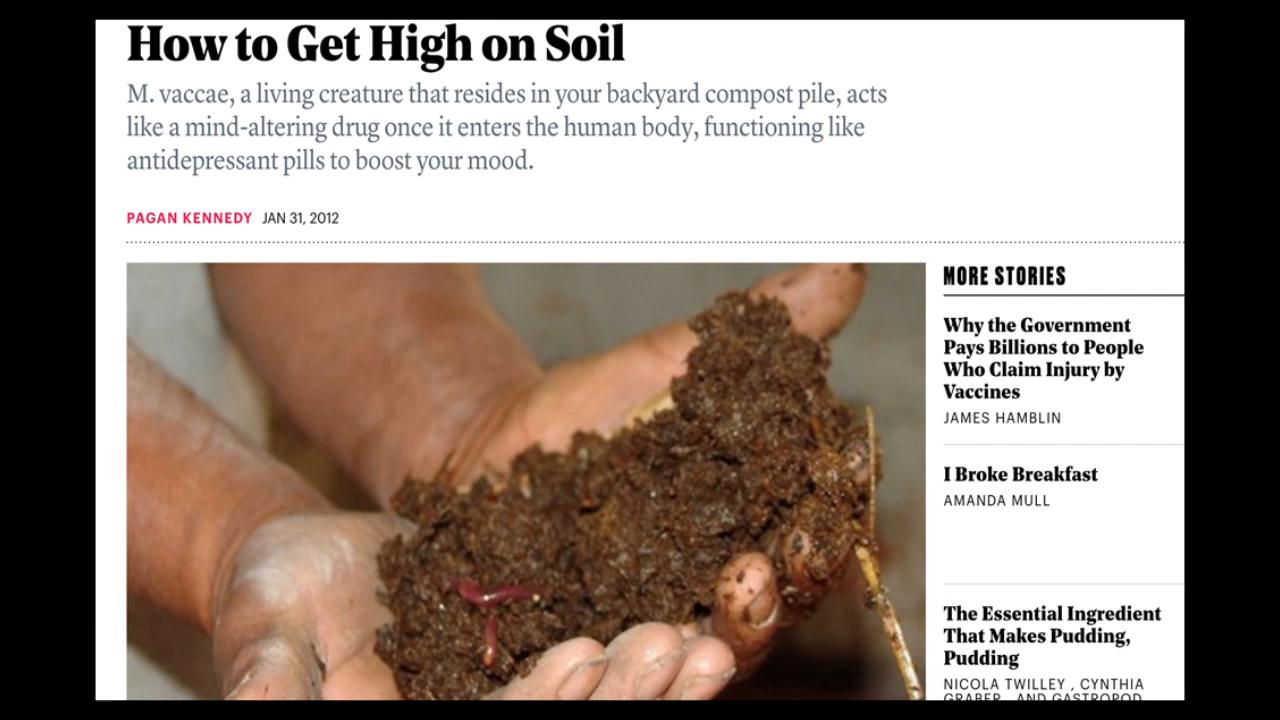 How to Get High on Soil
M. vaccae, a living creature that resides in your backyard compost pile, acts
like a mind-altering drug once it enters the human body, functioning like
antidepressant pills to boost your mood.
PAGAN KENNEDY JAN 31, 2012
MORE STORIES
Why the Government
Pays Billions to People
Who Claim Injury by
Vaccines
JAMES HAMBLIN
I Broke Breakfast
AMANDA MULL
The Essential Ingredient
That Makes Pudding,
Pudding
NICOLA TWILLEY , CYNTHIA
GRABER , AND GASTROPOD